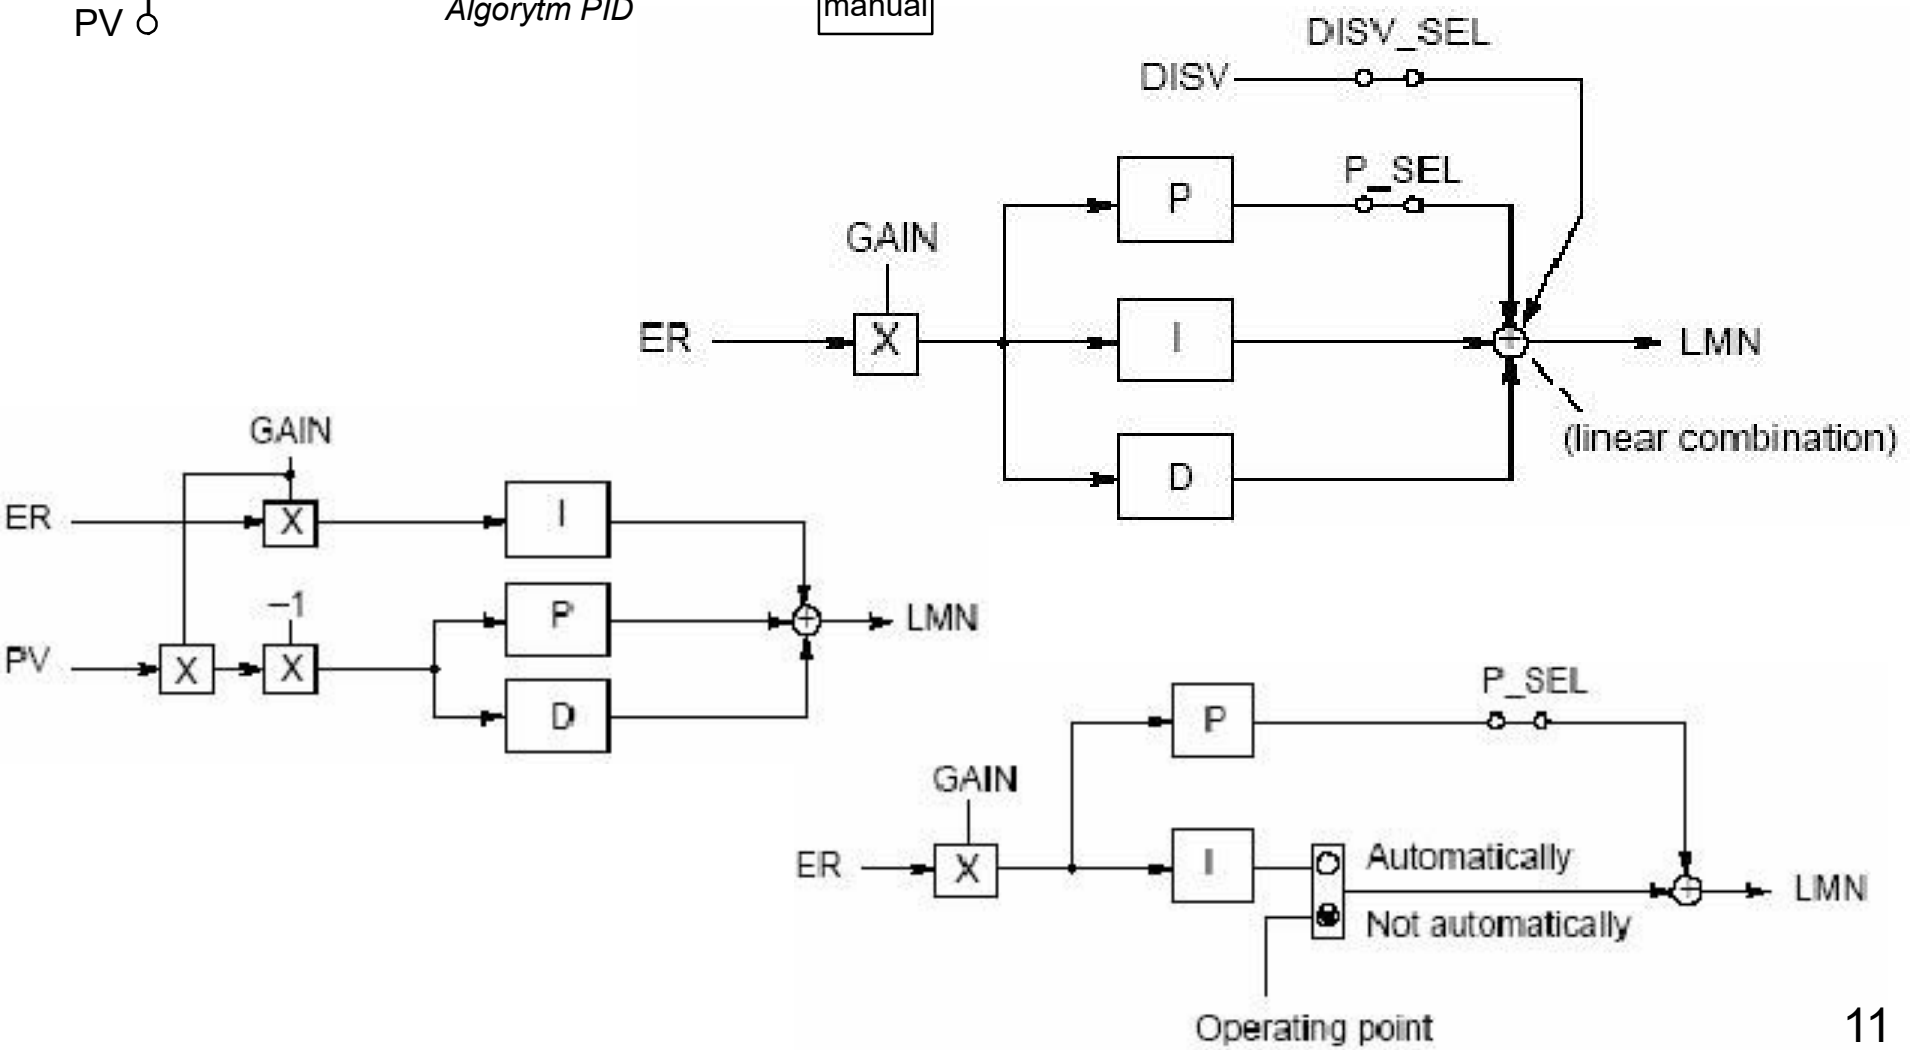 PV
Algorytm PID
manual
DISV_SEL
DISV
P_SEL
P
GAIN
ER
X
I
+
LMN
(linear combination)
D
GAIN
ER
X
I
–1
P
+
LMN
PV
X
X
D
P_SEL
P
GAIN
ER
X
I
Automatically
+
LMN
Not automatically
Operating point
11